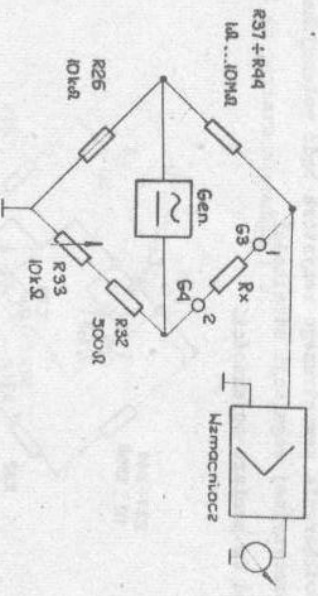 R37÷R44
1Ω...10MΩ
G3
1
Rx
G4
2
Gen.
R26
10kΩ
R32
500Ω
R33
10kΩ
Wzmacniacz